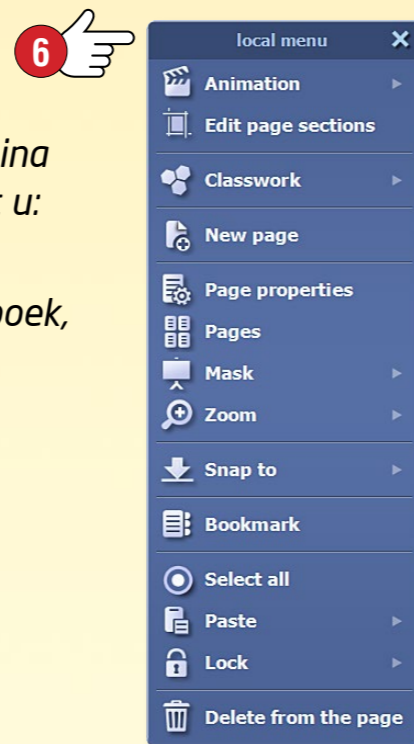 6
local menu
Animation
Edit page sections
ina
Classwork
u:
New page
oek,
Page properties
Pages
Mask
Zoom
Snap to
Bookmark
Select all
Paste
Lock
Delete from the page